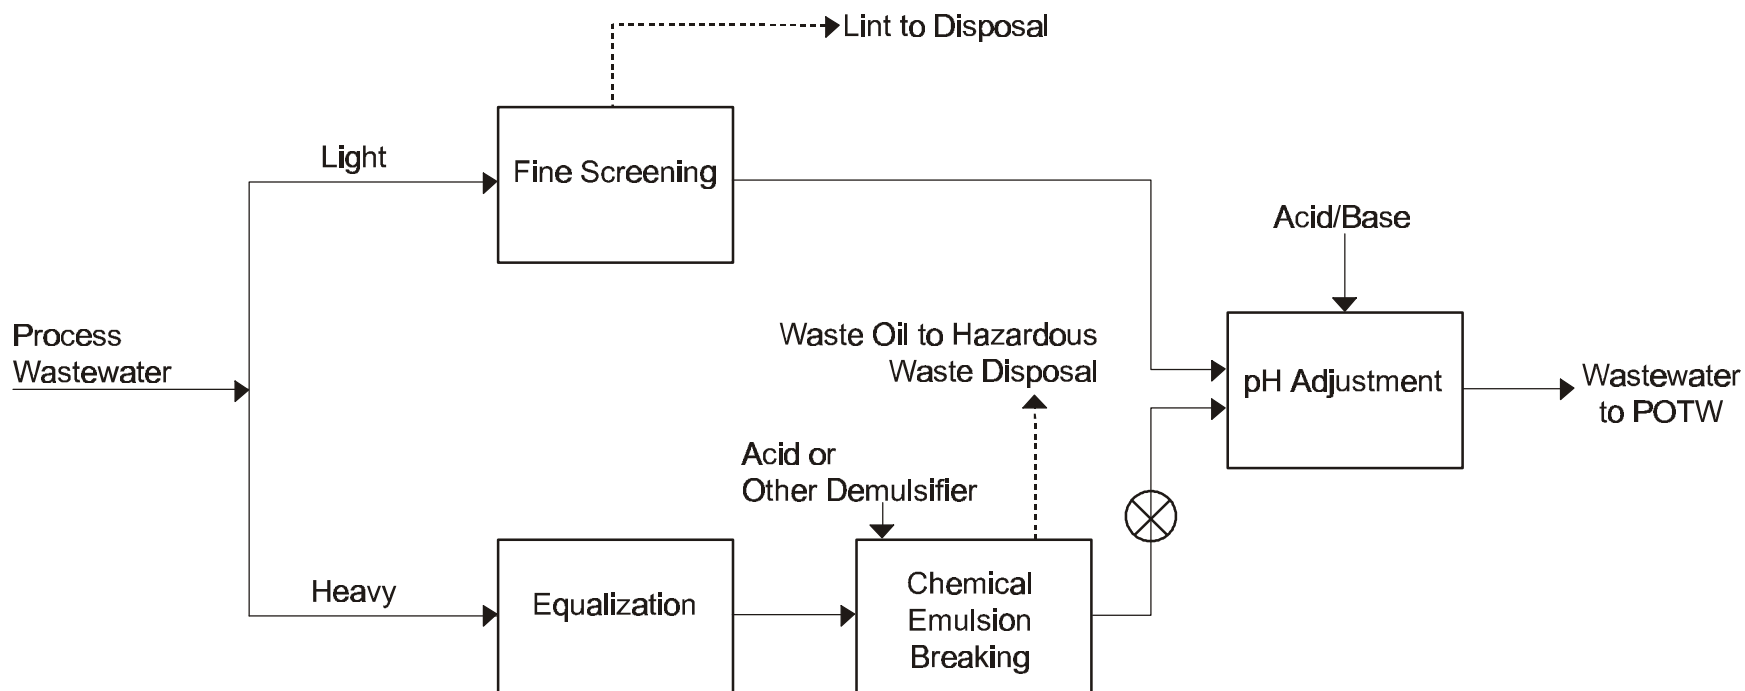 Lint to Disposal
Light
Fine Screening
Acid/Base
Process
Wastewater
Waste Oil to Hazardous
Waste Disposal
pH Adjustment
Wastewater
to POTW
Acid or
Other Demulsifier
Heavy
Equalization
Chemical
Emulsion
Breaking